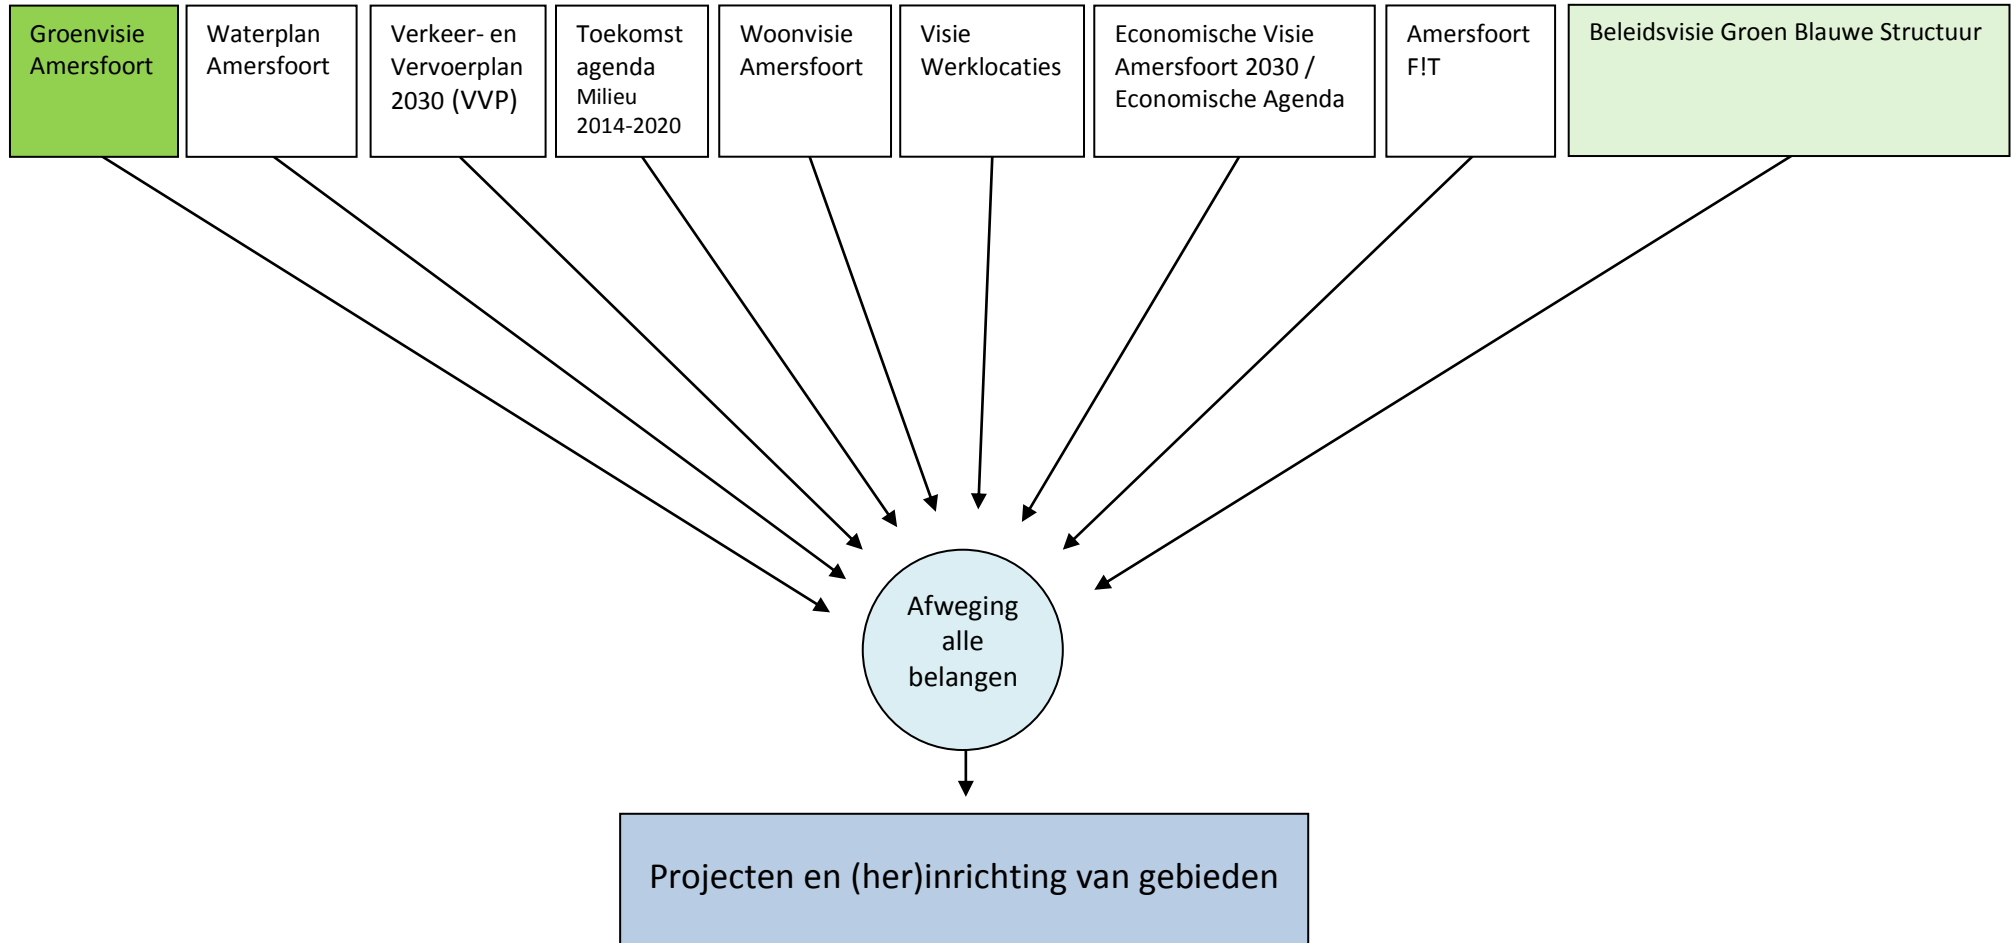 Groenvisie
Amersfoort
Waterplan
Amersfoort
Verkeer- en
Vervoerplan
2030 (VVP)
Toekomst
agenda
Milieu
2014-2020
Woonvisie
Amersfoort
Visie
Werklocaties
Economische Visie
Amersfoort 2030 /
Economische Agenda
Amersfoort
F!T
Beleidsvisie Groen Blauwe Structuur
Afweging
alle
belangen
Projecten en (her)inrichting van gebieden